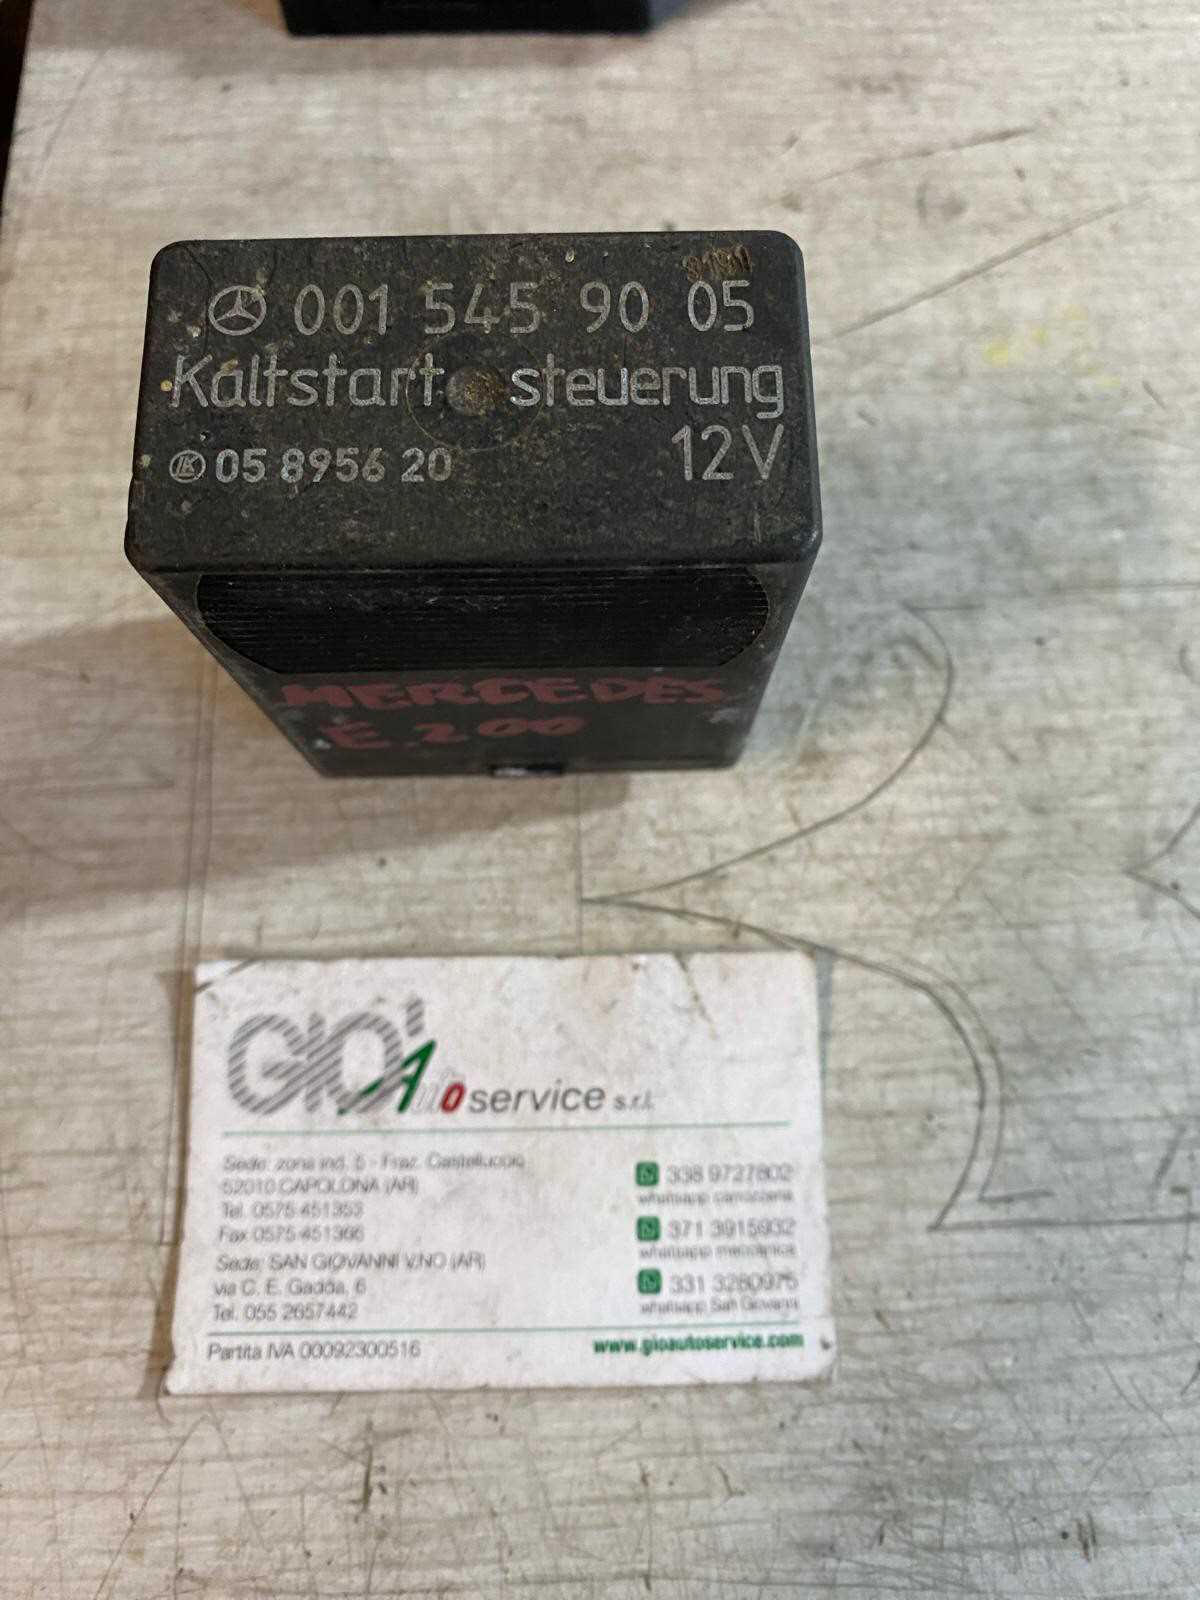 001 545 90 05
Kaltstart steuerung
LK 05 8956 20 12V
MERCEDES
E 200
GIO' Auto service s.r.l.
Sede: zona ind. 5 - Fraz. Castelluccio
52010 CAPOLONA (AR)
Tel. 0575 451353
Fax 0575 451366
Sede: SAN GIOVANNI V.NO (AR)
via C. E. Gadda, 6
Tel. 055 2657442
338 9727802
whatsapp carrozzeria
371 3915932
whatsapp meccanica
331 3280975
whatsapp San Giovanni
Partita IVA 00092300516
www.gioautoservice.com